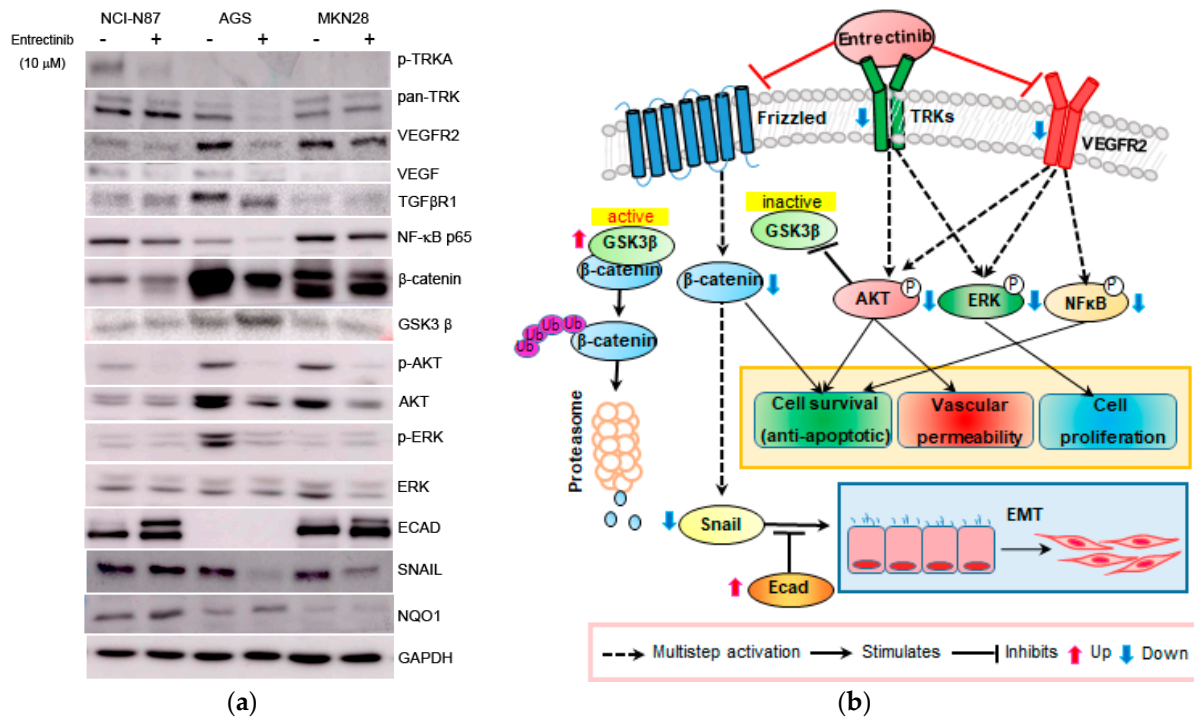 NCI-N87 AGS MKN28
Entrectinib - + - + - +
(10 μM)
p-TRKA
pan-TRK
VEGFR2
VEGF
TGFβR1
NF-κB p65
β-catenin
GSK3 β
p-AKT
AKT
p-ERK
ERK
ECAD
SNAIL
NQO1
GAPDH
(a)
Entrectinib
Frizzled
TRKs
VEGFR2
active
GSK3β
β-catenin
inactive
GSK3β
β-catenin
AKT
P
ERK
P
NFκB
P
Ub
Ub
Ub
Ub
β-catenin
Proteasome
Cell survival
(anti-apoptotic)
Vascular
permeability
Cell
proliferation
Snail
Ecad
EMT
Multistep activation Stimulates Inhibits Up Down
(b)